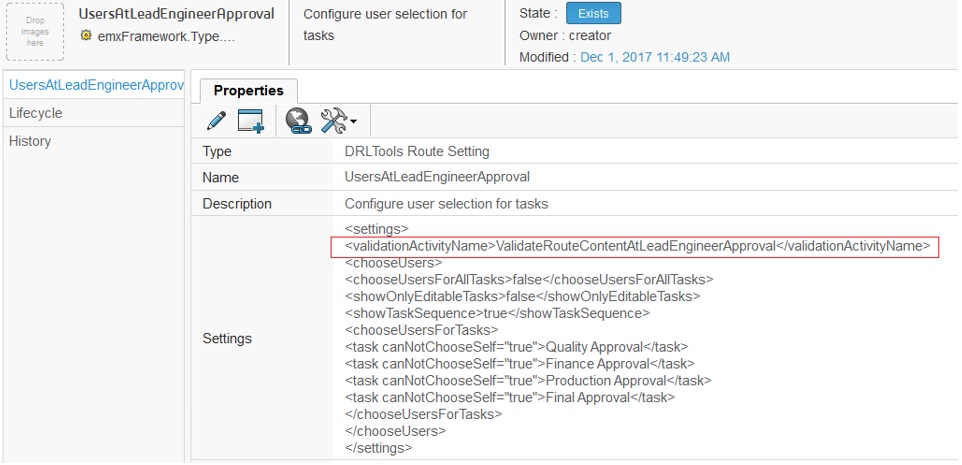 Drop
images
here
UsersAtLeadEngineerApproval
emxFramework.Type....
Configure user selection for
tasks
State : Exists
Owner : creator
Modified : Dec 1, 2017 11:49:23 AM
UsersAtLeadEngineerApprov
Lifecycle
History
Properties
Type DRLTools Route Setting
Name UsersAtLeadEngineerApproval
Description Configure user selection for tasks
Settings
<settings>
<validationActivityName>ValidateRouteContentAtLeadEngineerApproval</validationActivityName>
<chooseUsers>
<chooseUsersForAllTasks>false</chooseUsersForAllTasks>
<showOnlyEditableTasks>false</showOnlyEditableTasks>
<showTaskSequence>true</showTaskSequence>
<chooseUsersForTasks>
<task canNotChooseSelf="true">Quality Approval</task>
<task canNotChooseSelf="true">Finance Approval</task>
<task canNotChooseSelf="true">Production Approval</task>
<task canNotChooseSelf="true">Final Approval</task>
</chooseUsersForTasks>
</chooseUsers>
</settings>